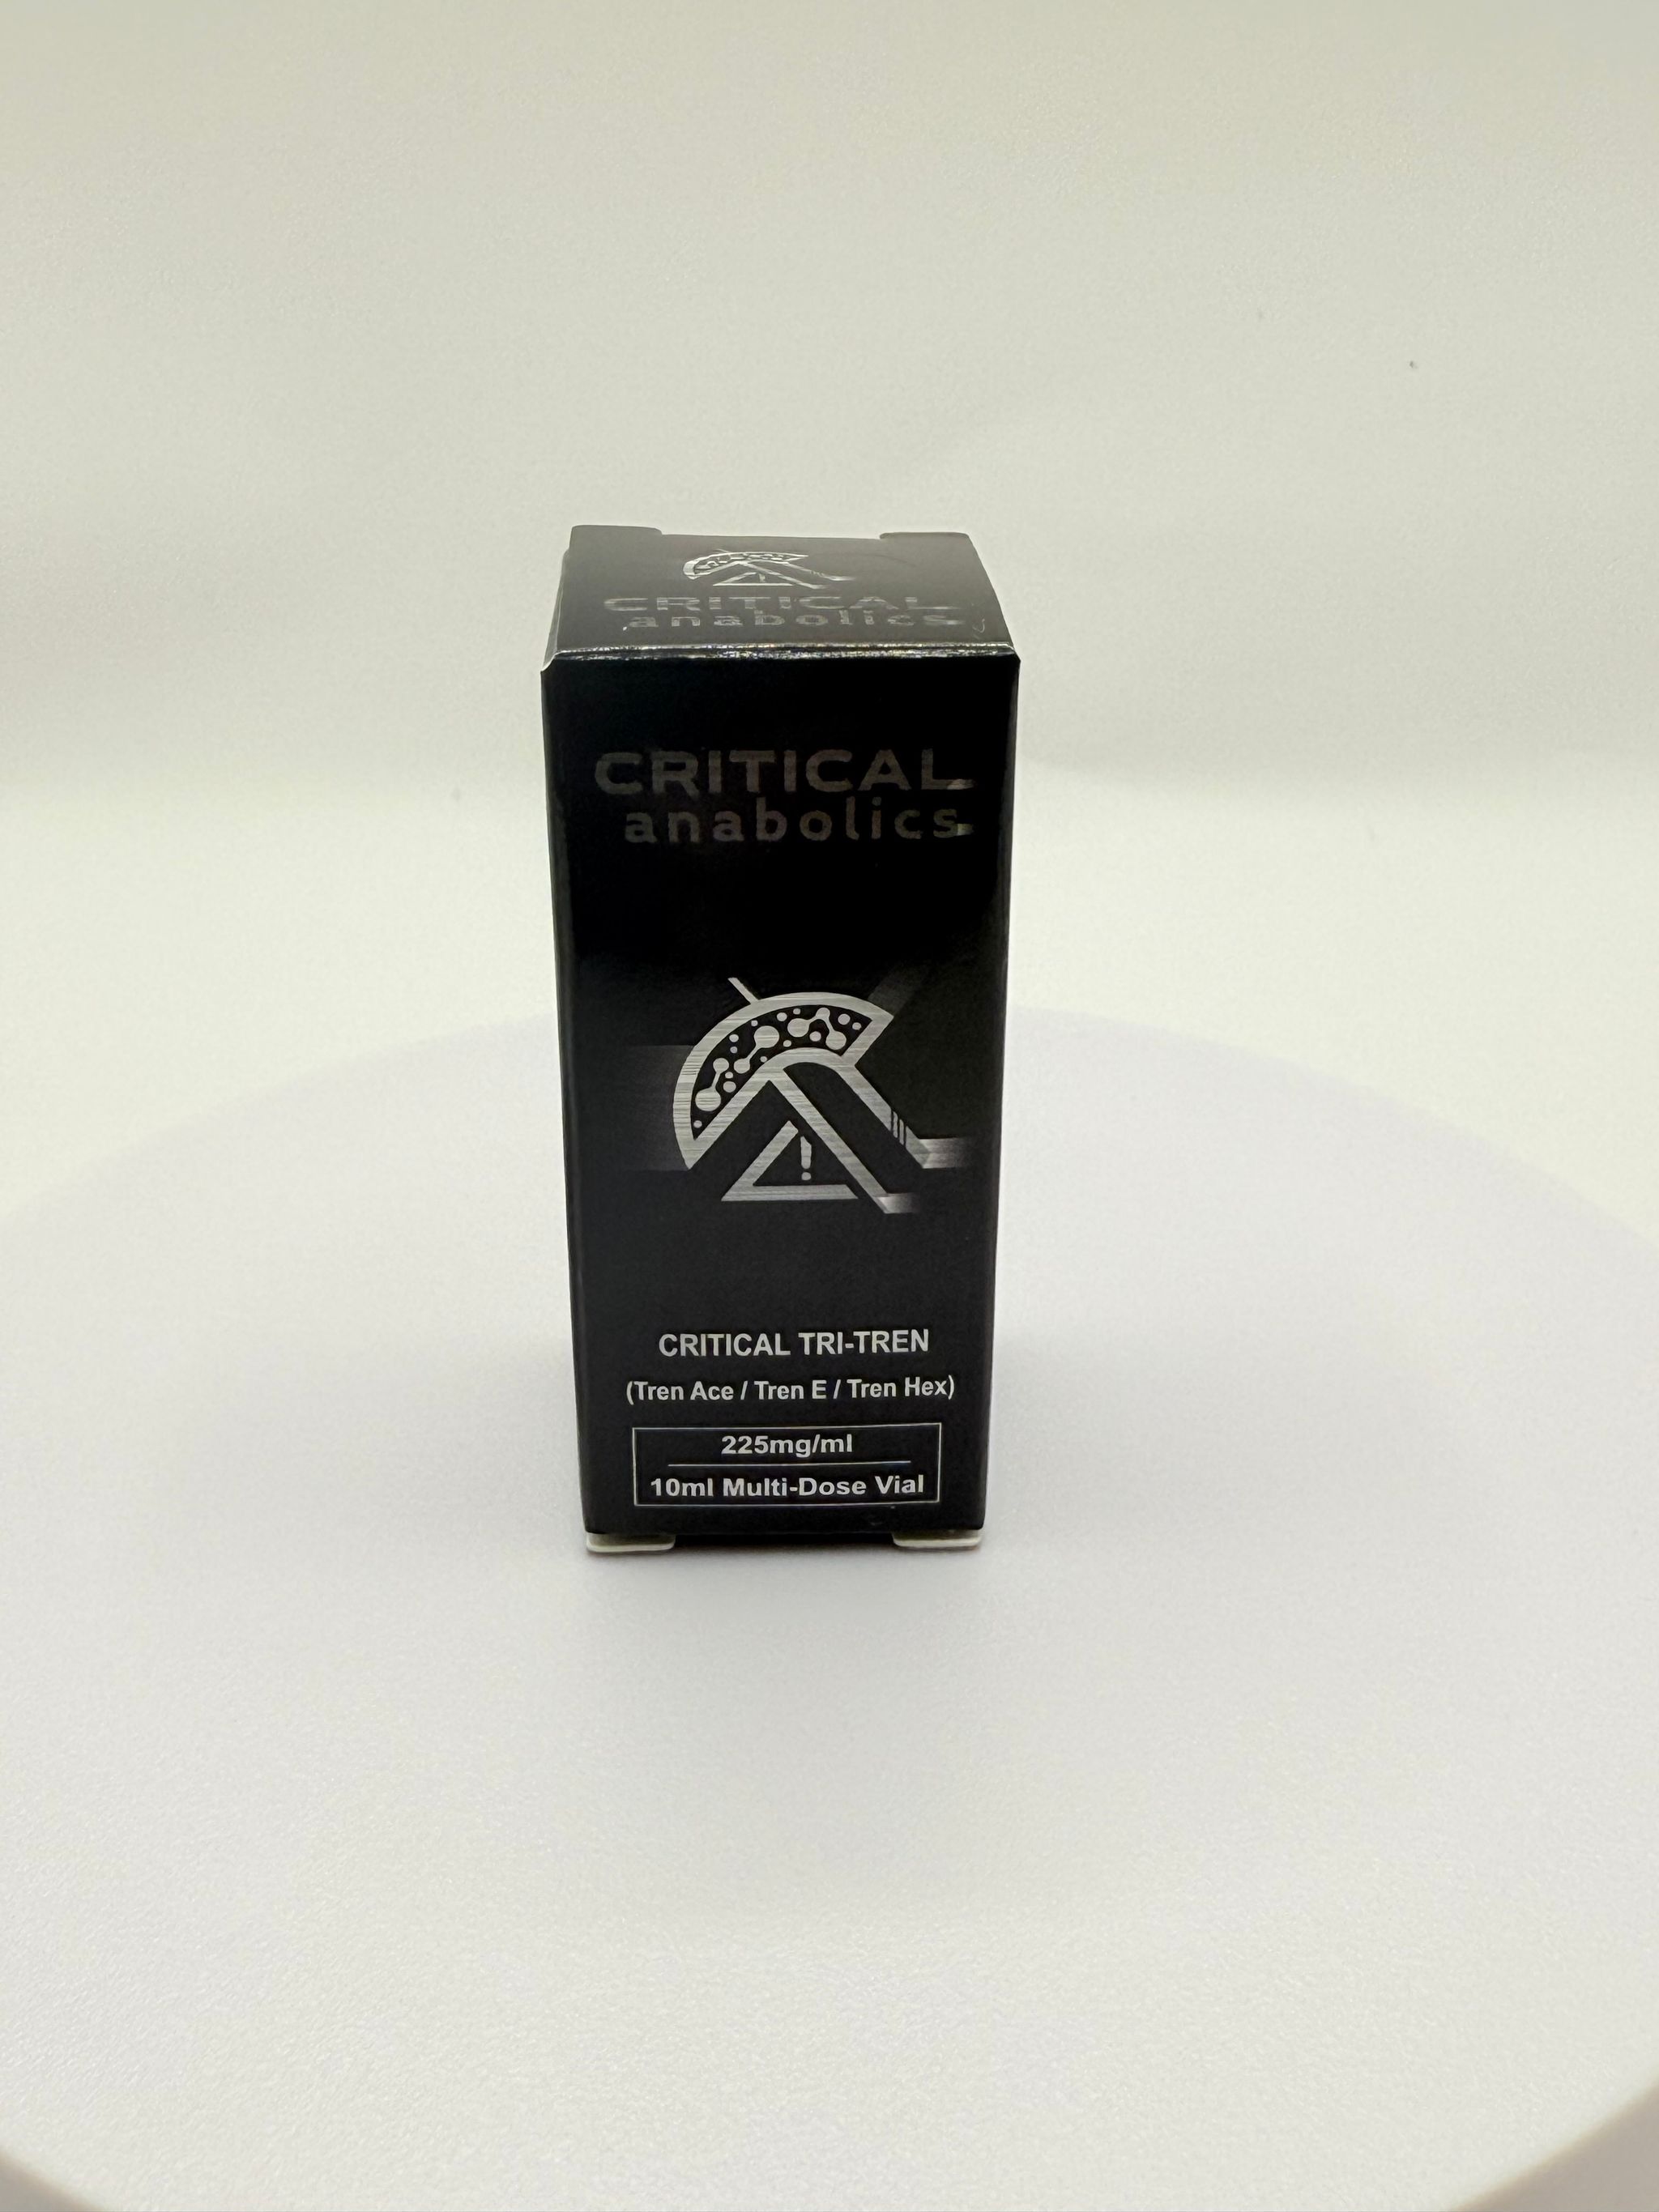 CRITICAL
anabolics
CRITICAL
anabolics
CRITICAL TRI-TREN
(Tren Ace / Tren E / Tren Hex)
225mg/ml
10ml Multi-Dose Vial